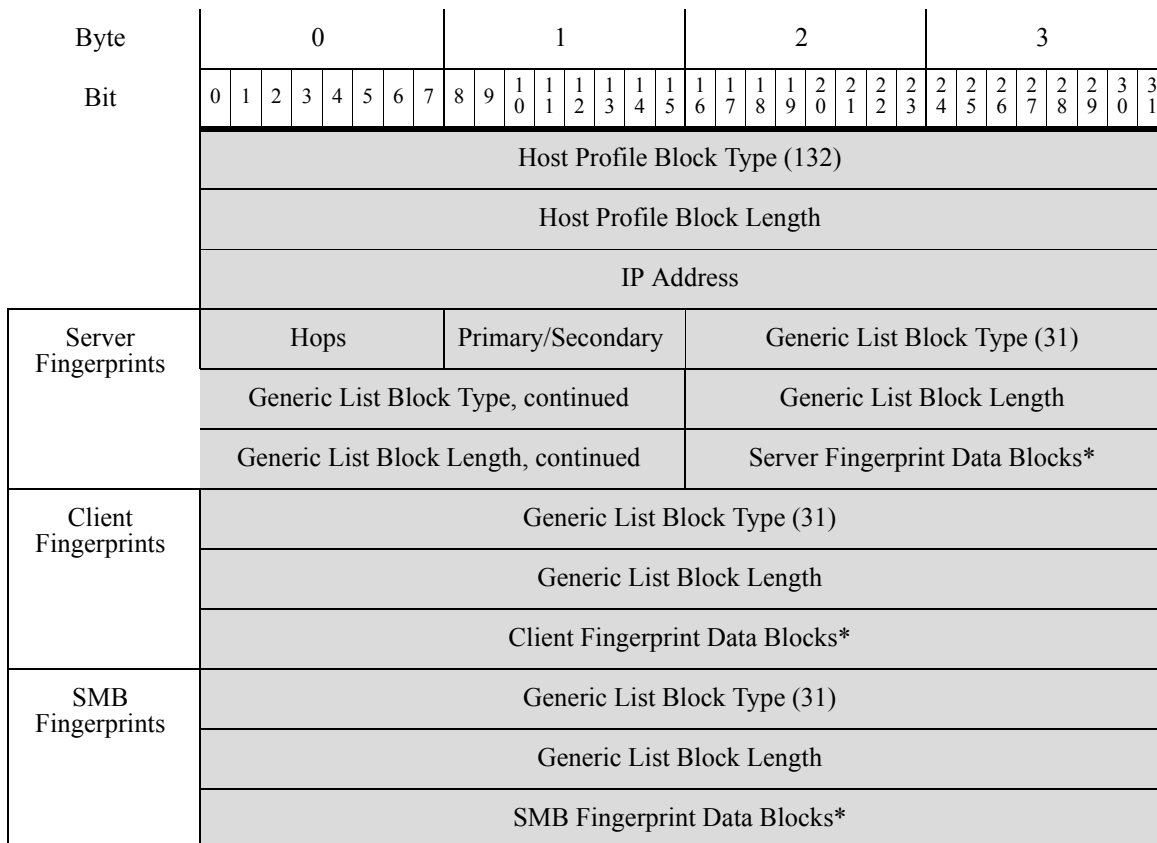 Byte 0 1 2 3
Bit 0 1 2 3 4 5 6 7 8 9 10 11 12 13 14 15 16 17 18 19 20 21 22 23 24 25 26 27 28 29 30 31
Host Profile Block Type (132)
Host Profile Block Length
IP Address
Server
Fingerprints
Hops Primary/Secondary Generic List Block Type (31)
Generic List Block Type, continued Generic List Block Length
Generic List Block Length, continued Server Fingerprint Data Blocks*
Client
Fingerprints
Generic List Block Type (31)
Generic List Block Length
Client Fingerprint Data Blocks*
SMB
Fingerprints
Generic List Block Type (31)
Generic List Block Length
SMB Fingerprint Data Blocks*